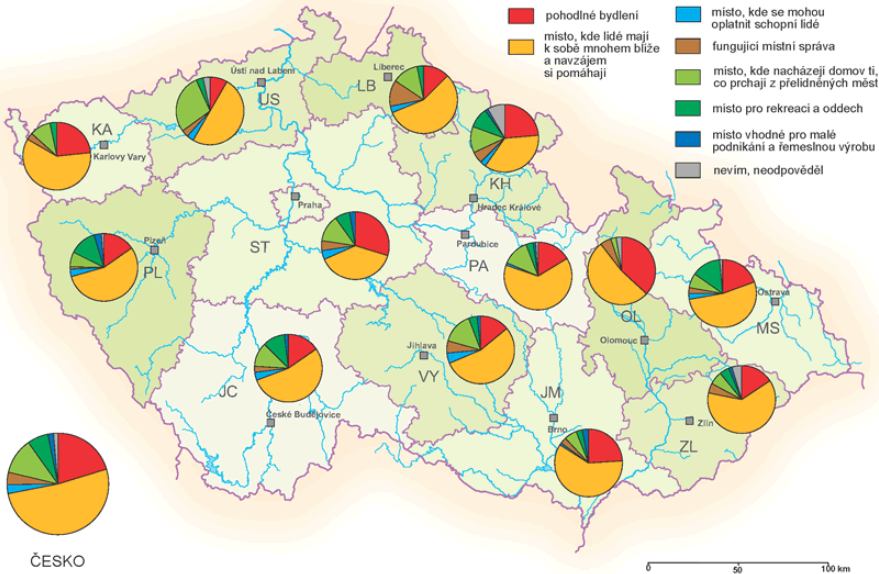 pohodlné bydlení
místo, kde lidé mají
k sobě mnohem blíže
a navzájem
si pomáhají
místo, kde se mohou
oplatnit schopní lidé
fungující místní správa
místo, kde nacházejí domov ti,
co prchají z přelidněných měst
místo pro rekreaci a oddech
místo vhodné pro malé
podnikání a řemeslnou výrobu
nevím, neodpověděl
Liberec
Ústí nad Labem
LB
US
KA
Karlovy Vary
KH
Praha
Hradec Králové
Plzeň
ST
Pardubice
PL
PA
Ostrava
OL
MS
Jihlava
Olomouc
VY
JC
JM
České Budějovice
Brno
Zlín
ZL
ČESKO
0
50
100 km